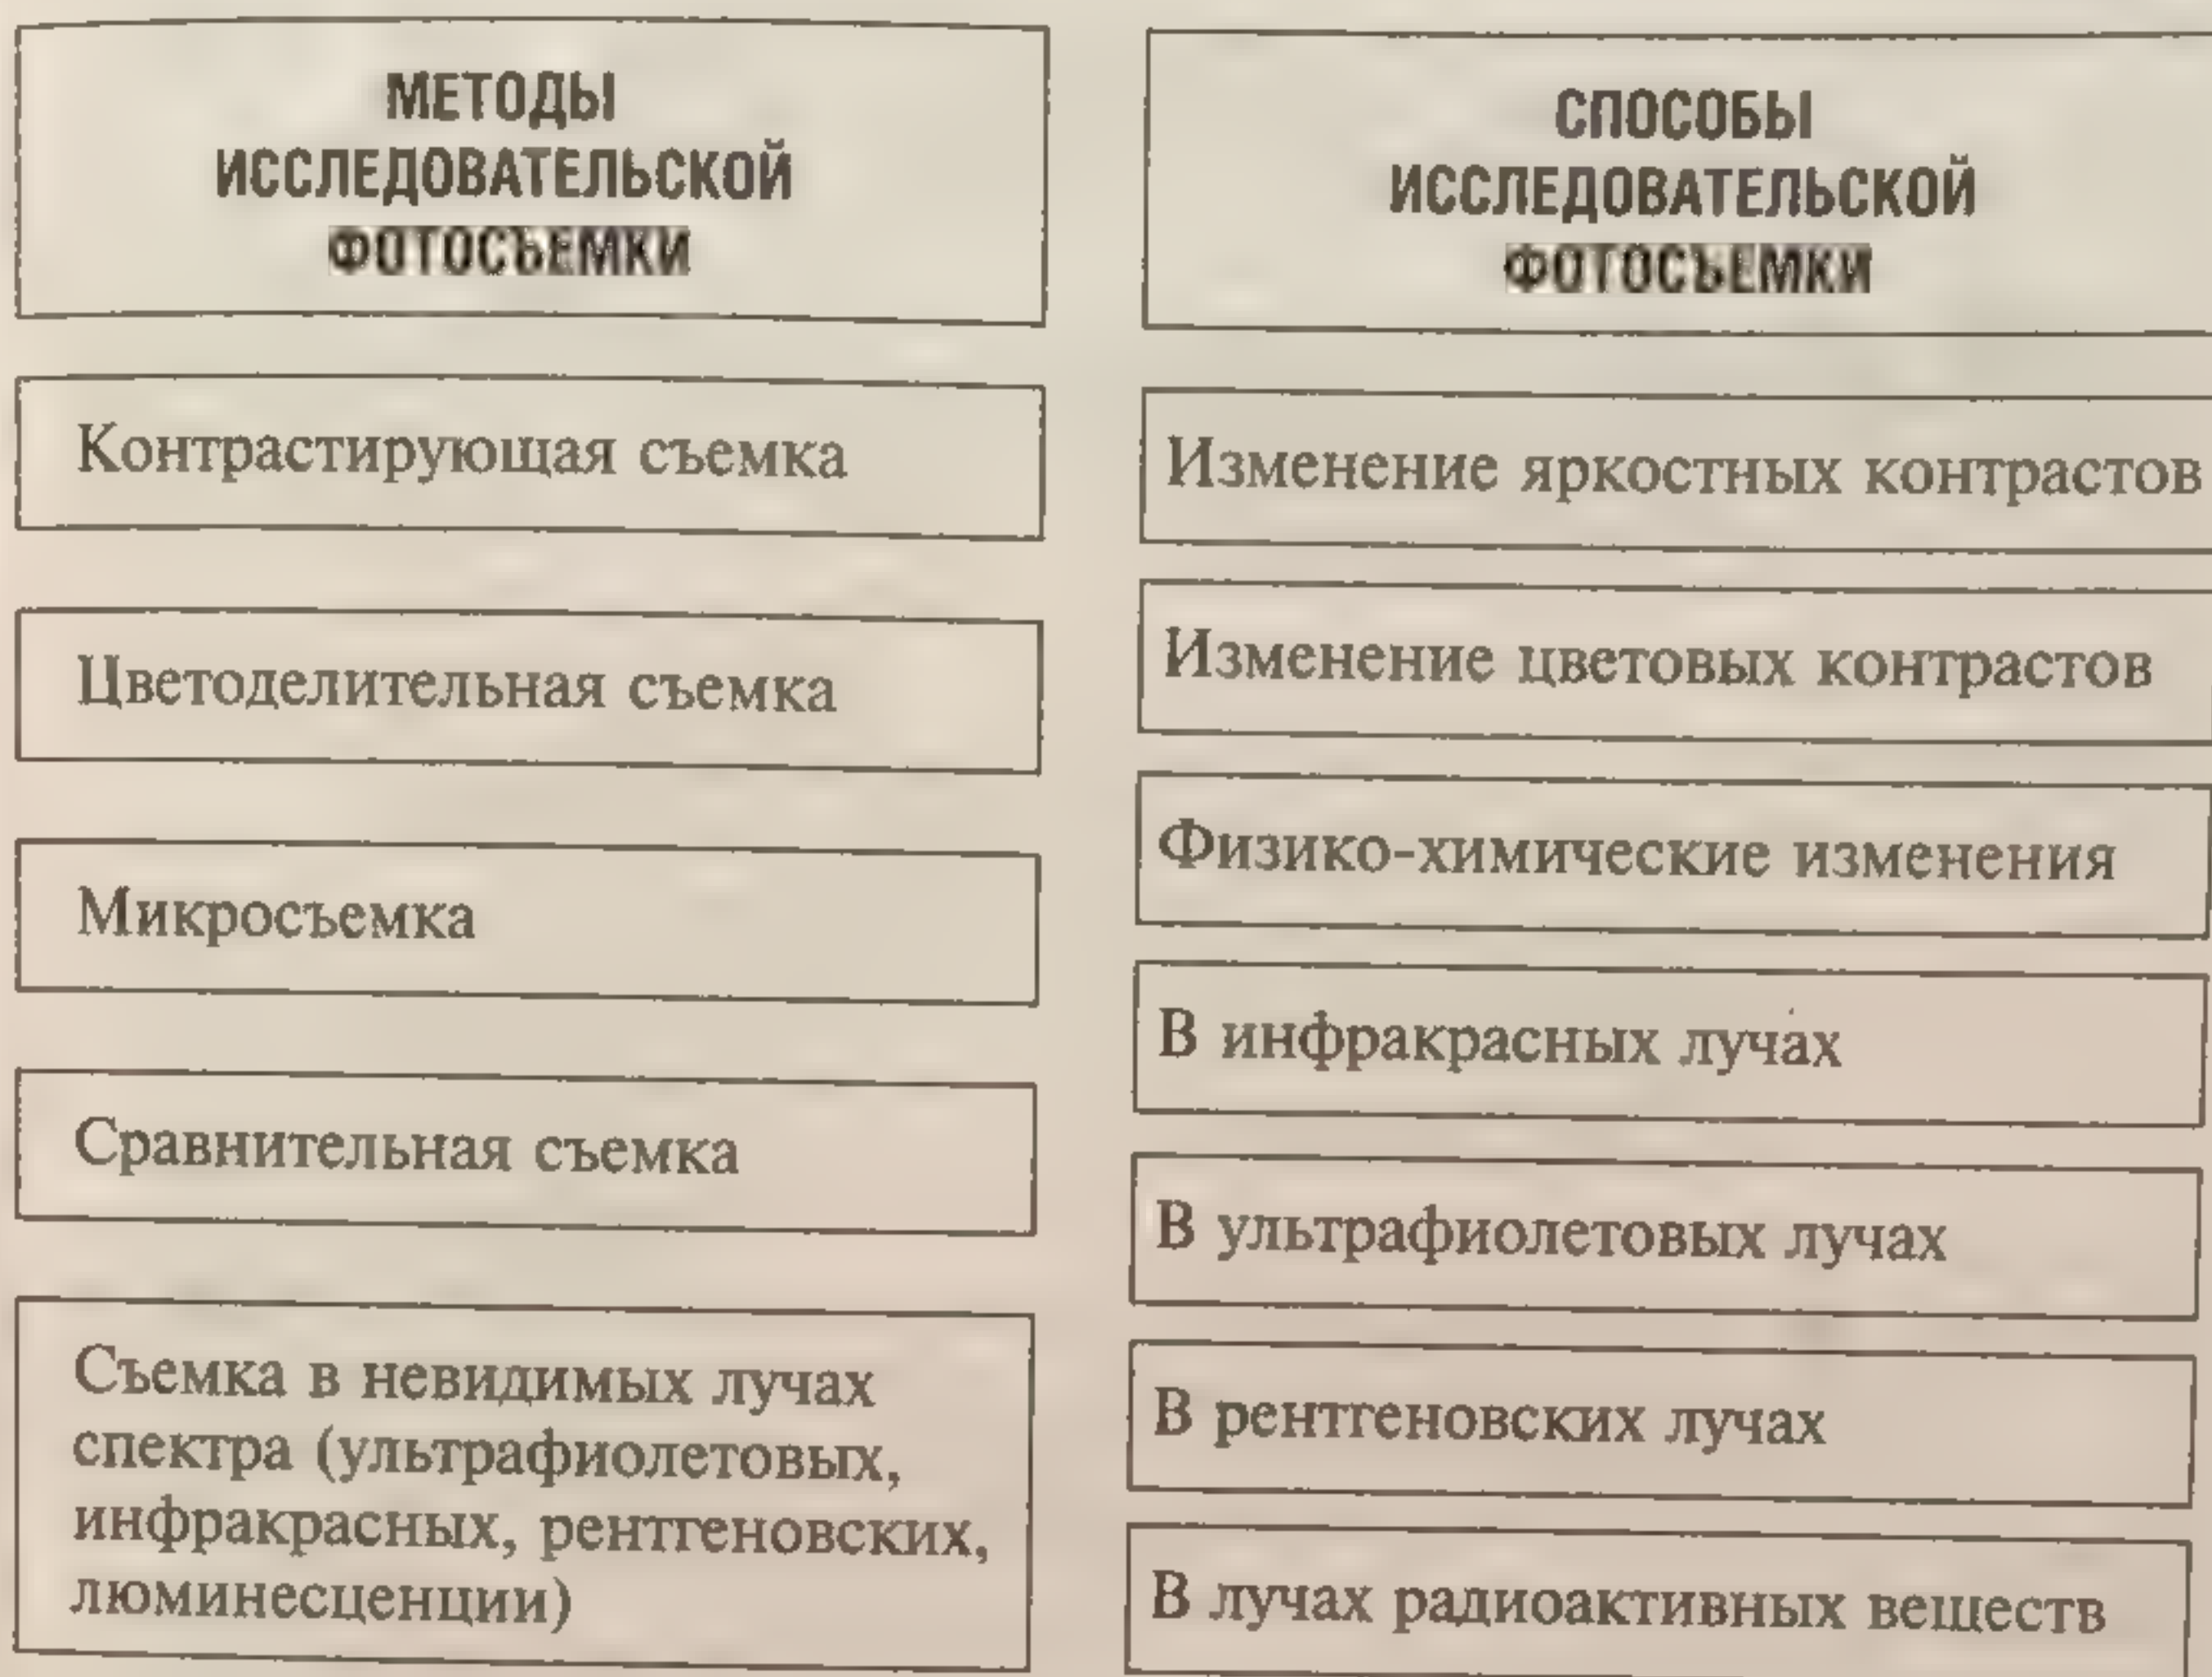 МЕТОДЫ
ИССЛЕДОВАТЕЛЬСКОЙ
ФОТОСЪЕМКИ
Контрастирующая съемка
Цветоделительная съемка
Микросъемка
Сравнительная съемка
Съемка в невидимых лучах
спектра (ультрафиолетовых,
инфракрасных, рентгеновских,
люминесценции)
СПОСОБЫ
ИССЛЕДОВАТЕЛЬСКОЙ
ФОТОСЪЕМКИ
Изменение яркостных контрастов
Изменение цветовых контрастов
Физико-химические изменения
В инфракрасных лучах
В ультрафиолетовых лучах
В рентгеновских лучах
В лучах радиоактивных веществ